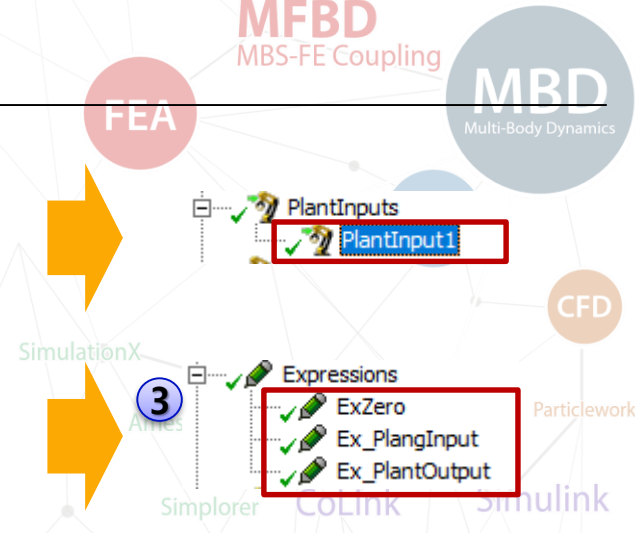 MFBD
MBS-FE Coupling
MBD
Multi-Body Dynamics
FEA
PlantInputs
PlantInput1
CFD
SimulationX
Expressions
3
ExZero
Particlework
Ex_PlangInput
Ex_PlantOutput
Simplorer
CoLink
Simulink